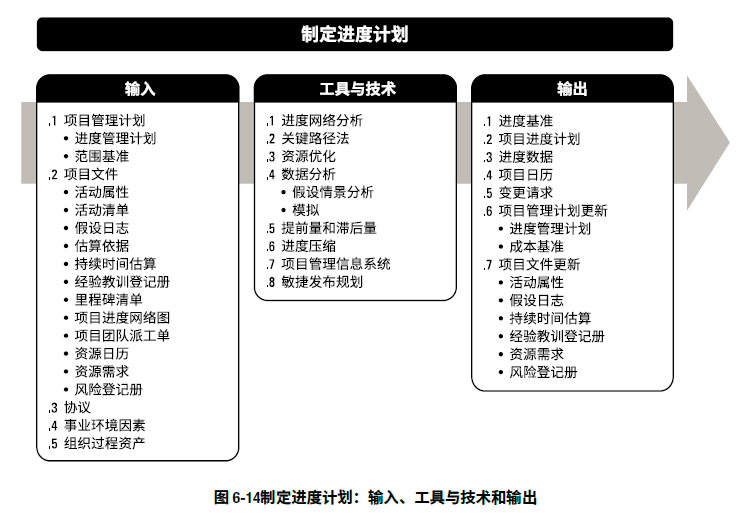 制定进度计划
输入
.1 项目管理计划
• 进度管理计划
• 范围基准
.2 项目文件
• 活动属性
• 活动清单
• 假设日志
• 估算依据
• 持续时间估算
• 经验教训登记册
• 里程碑清单
• 项目进度网络图
• 项目团队派工单
• 资源日历
• 资源需求
• 风险登记册
.3 协议
.4 事业环境因素
.5 组织过程资产
工具与技术
.1 进度网络分析
.2 关键路径法
.3 资源优化
.4 数据分析
• 假设情景分析
• 模拟
.5 提前量和滞后量
.6 进度压缩
.7 项目管理信息系统
.8 敏捷发布规划
输出
.1 进度基准
.2 项目进度计划
.3 进度数据
.4 项目日历
.5 变更请求
.6 项目管理计划更新
• 进度管理计划
• 成本基准
.7 项目文件更新
• 活动属性
• 假设日志
• 持续时间估算
• 经验教训登记册
• 资源需求
• 风险登记册
图 6-14制定进度计划：输入、工具与技术和输出